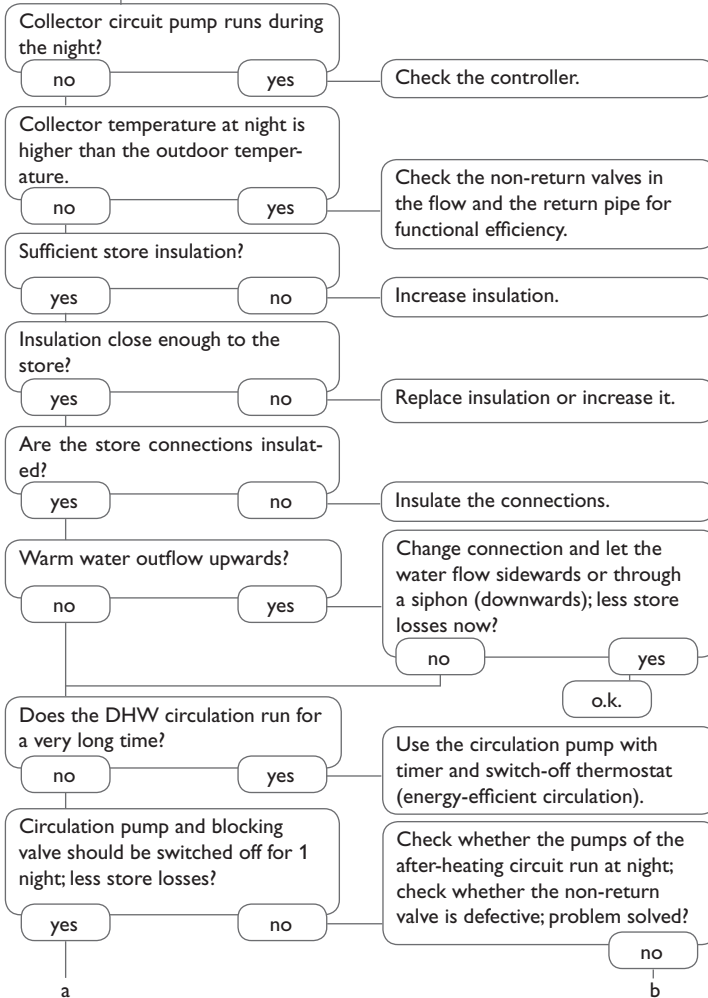 Collector circuit pump runs during
the night?
no
yes
Check the controller.
Collector temperature at night is
higher than the outdoor temper-
ature.
no
yes
Check the non-return valves in
the flow and the return pipe for
functional efficiency.
Sufficient store insulation?
yes
no
Increase insulation.
Insulation close enough to the
store?
yes
no
Replace insulation or increase it.
Are the store connections insulat-
ed?
yes
no
Insulate the connections.
Warm water outflow upwards?
no
yes
Change connection and let the
water flow sidewards or through
a siphon (downwards); less store
losses now?
no
yes
o.k.
Does the DHW circulation run for
a very long time?
no
yes
Use the circulation pump with
timer and switch-off thermostat
(energy-efficient circulation).
Circulation pump and blocking
valve should be switched off for 1
night; less store losses?
yes
no
Check whether the pumps of the
after-heating circuit run at night;
check whether the non-return
valve is defective; problem solved?
no
a
b